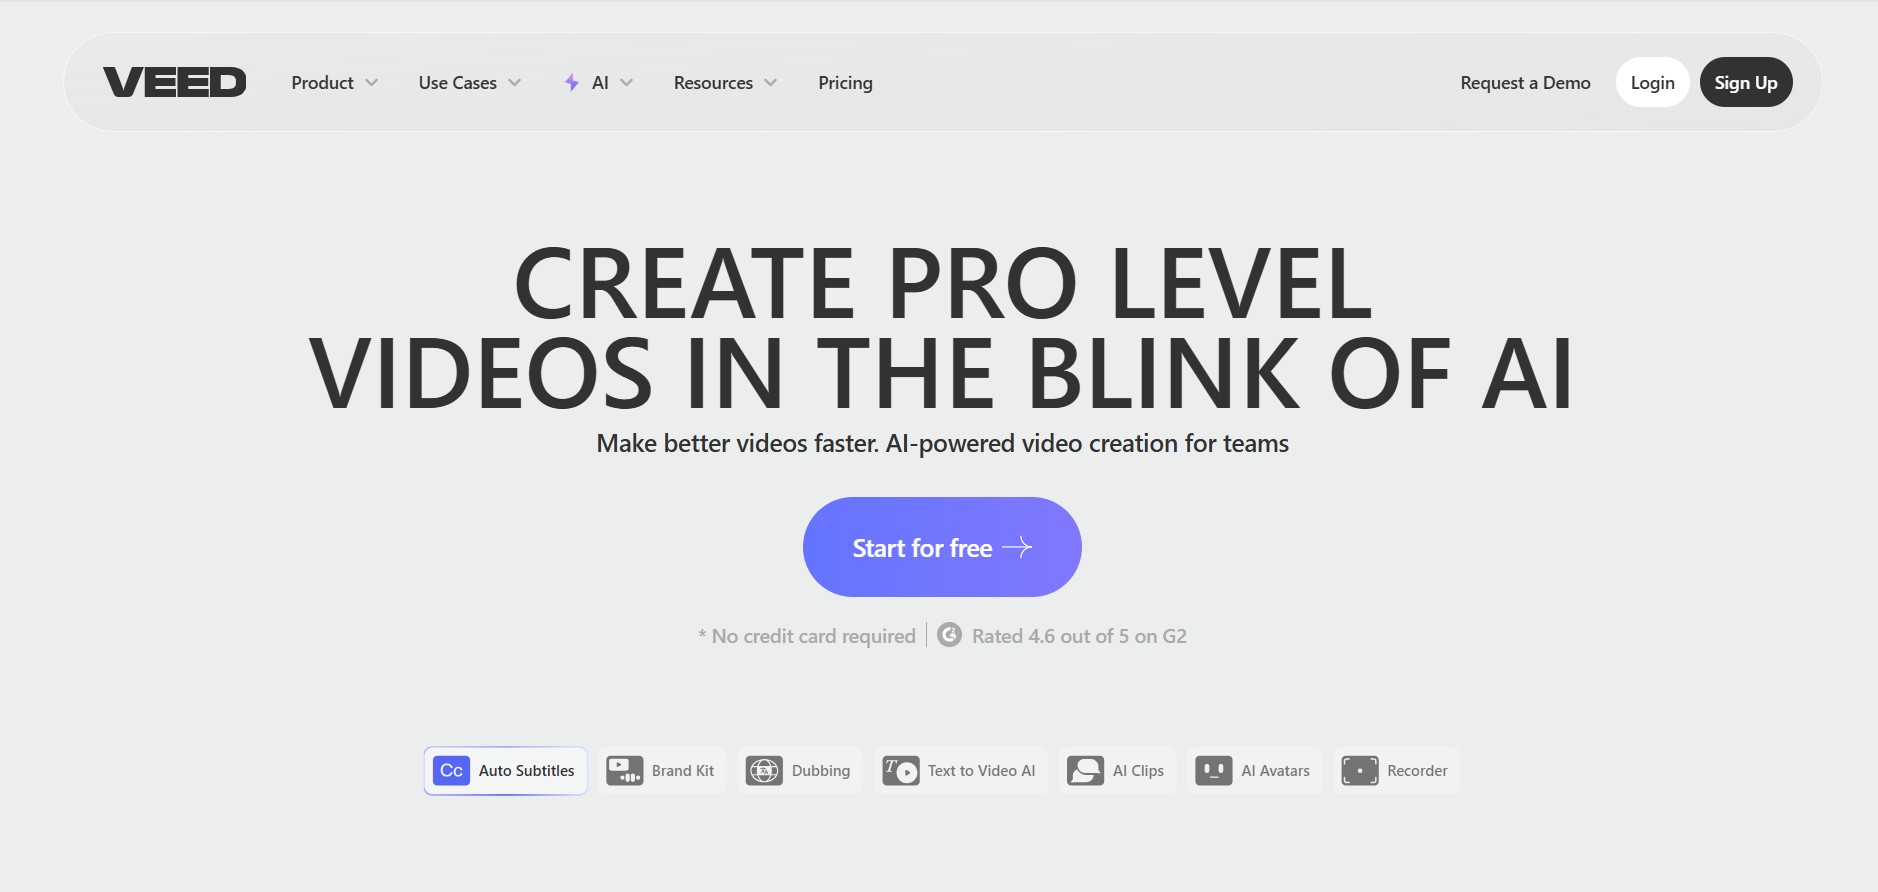 VEED Product Use Cases AI Resources Pricing Request a Demo Login Sign Up
CREATE PRO LEVEL
VIDEOS IN THE BLINK OF AI
Make better videos faster. AI-powered video creation for teams
Start for free
* No credit card required Rated 4.6 out of 5 on G2
Cc Auto Subtitles Brand Kit Dubbing Text to Video AI AI Clips AI Avatars Recorder